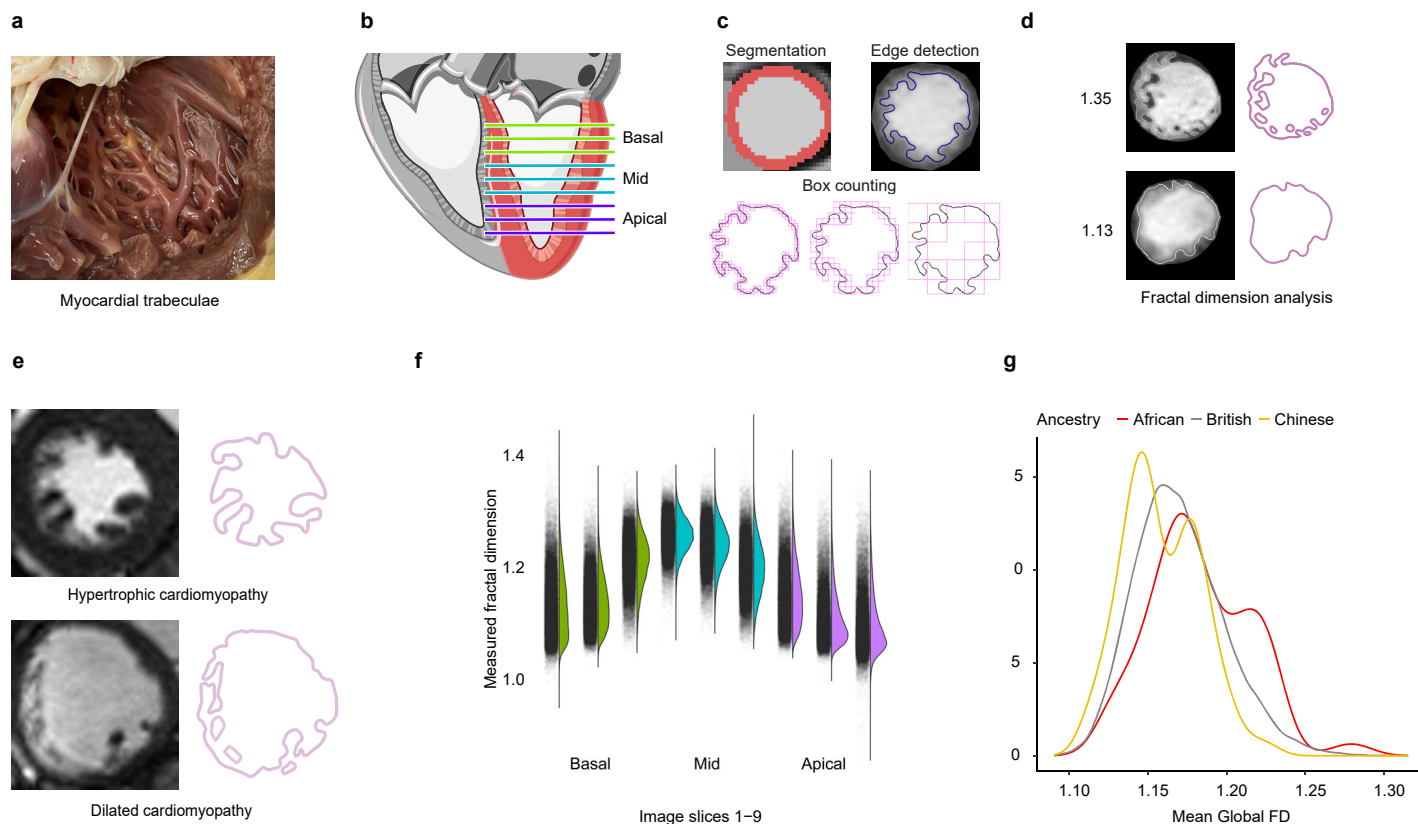 a
Myocardial trabeculae
b
Basal
Mid
Apical
c
Segmentation
Edge detection
Box counting
d
1.35
1.13
Fractal dimension analysis
e
Hypertrophic cardiomyopathy
Dilated cardiomyopathy
f
Measured fractal dimension
1.4
1.2
1.0
Basal Mid Apical
Image slices 1–9
g
Ancestry African British Chinese
5
0
5
0
1.10 1.15 1.20 1.25 1.30
Mean Global FD